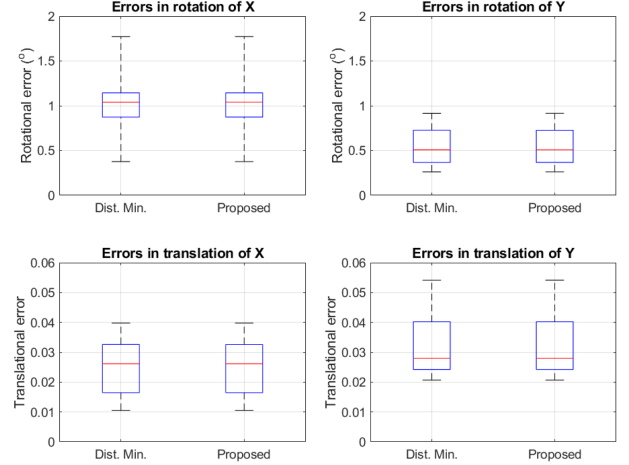 Errors in rotation of X
Rotational error (°)
2
1.5
1
0.5
0
Dist. Min. Proposed
Errors in rotation of Y
Rotational error (°)
2
1.5
1
0.5
0
Dist. Min. Proposed
Errors in translation of X
Translational error
0.06
0.05
0.04
0.03
0.02
0.01
0
Dist. Min. Proposed
Errors in translation of Y
Translational error
0.06
0.05
0.04
0.03
0.02
0.01
0
Dist. Min. Proposed